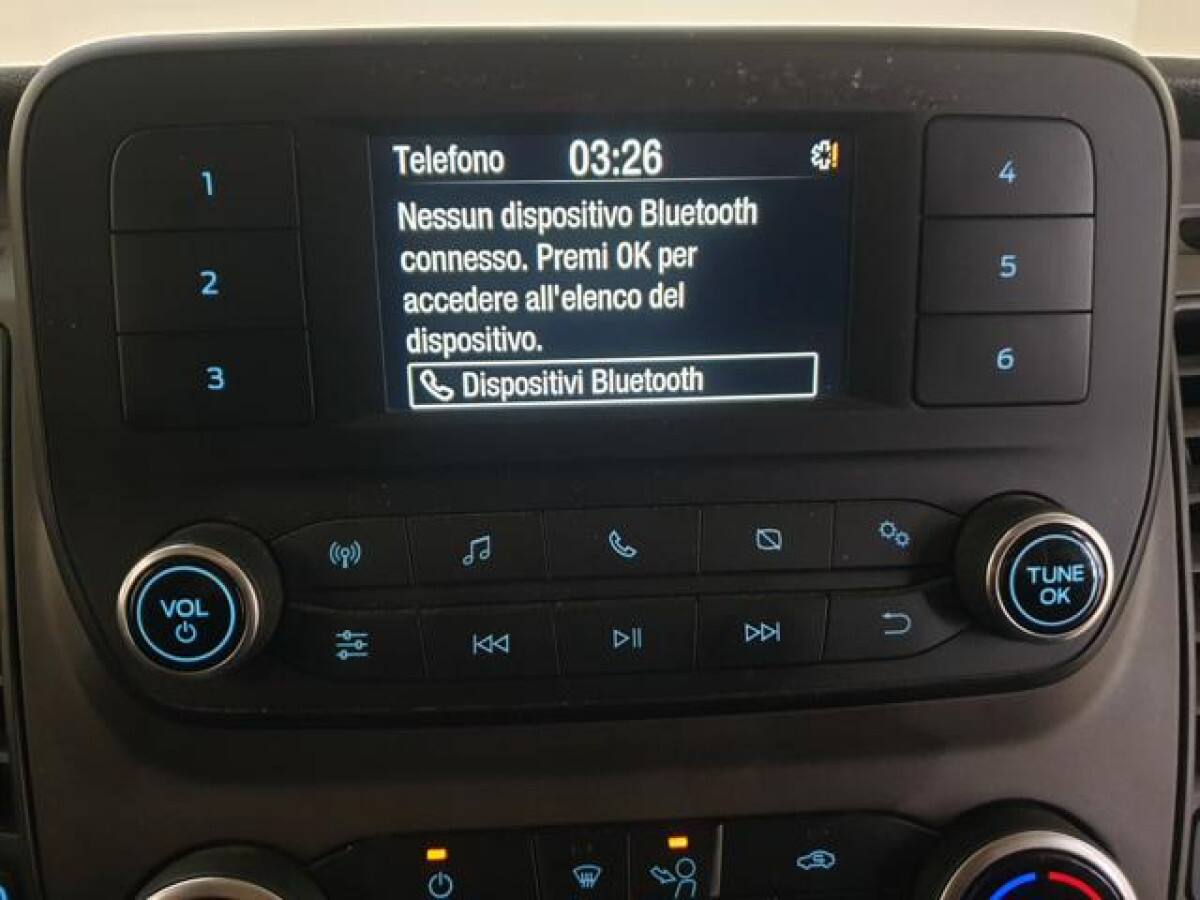 Telefono 03:26
Nessun dispositivo Bluetooth
connesso. Premi OK per
accedere all'elenco del
dispositivo.
Dispositivi Bluetooth
1
2
3
4
5
6
VOL
TUNE
OK